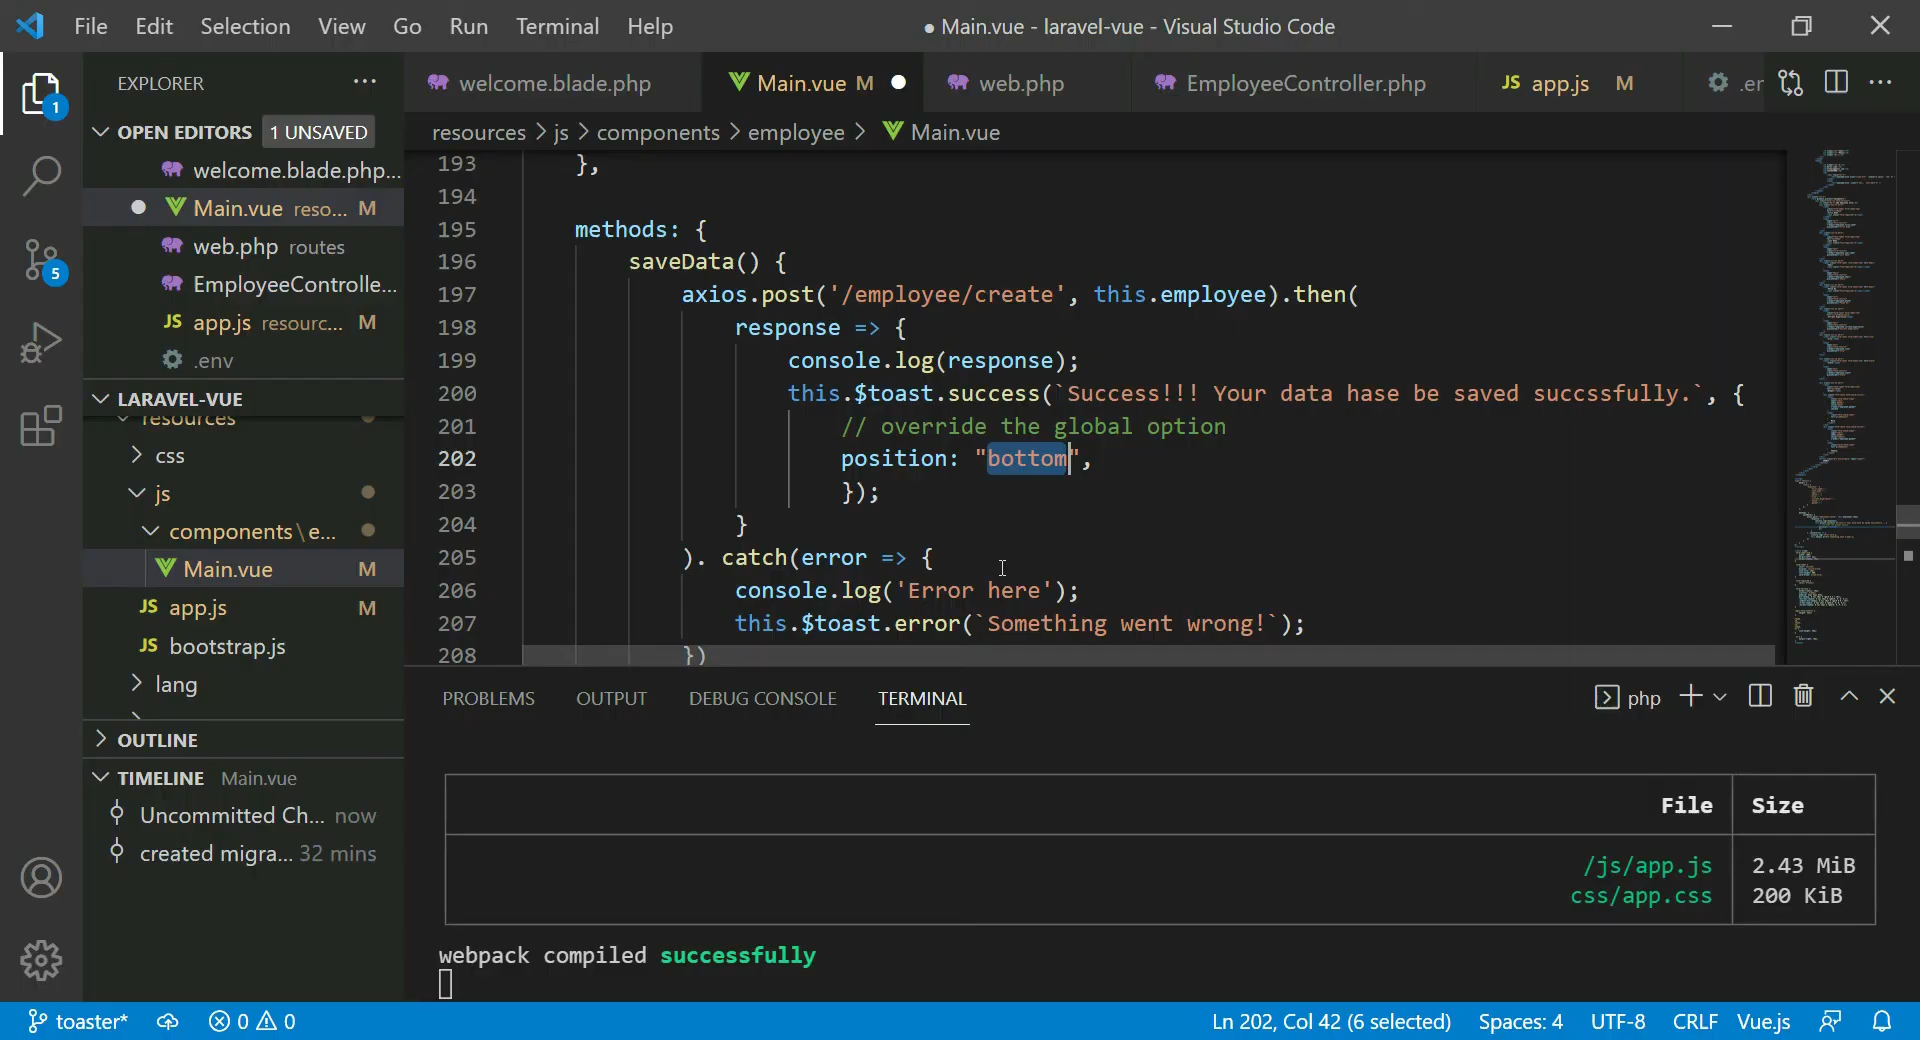 File Edit Selection View Go Run Terminal Help
● Main.vue - laravel-vue - Visual Studio Code
EXPLORER
OPEN EDITORS 1 UNSAVED
welcome.blade.php...
Main.vue reso... M
web.php routes
EmployeeControlle...
JS app.js resourc... M
.env
LARAVEL-VUE
resources
css
js
components\e...
Main.vue M
JS app.js M
JS bootstrap.js
lang
OUTLINE
TIMELINE Main.vue
Uncommitted Ch... now
created migra... 32 mins
1
5
welcome.blade.php Main.vue M web.php EmployeeController.php JS app.js M .er
resources > js > components > employee > Main.vue
193 },
194
195 methods: {
196 saveData() {
197 axios.post('/employee/create', this.employee).then(
198 response => {
199 console.log(response);
200 this.$toast.success(`Success!!! Your data hase be saved succssfully.`, {
201 // override the global option
202 position: "bottom",
203 });
204 }
205 ). catch(error => {
206 console.log('Error here');
207 this.$toast.error(`Something went wrong!`);
208 })
PROBLEMS OUTPUT DEBUG CONSOLE TERMINAL
php
File Size
/js/app.js 2.43 MiB
css/app.css 200 KiB
webpack compiled successfully
toaster* 0 0 Ln 202, Col 42 (6 selected) Spaces: 4 UTF-8 CRLF Vue.js